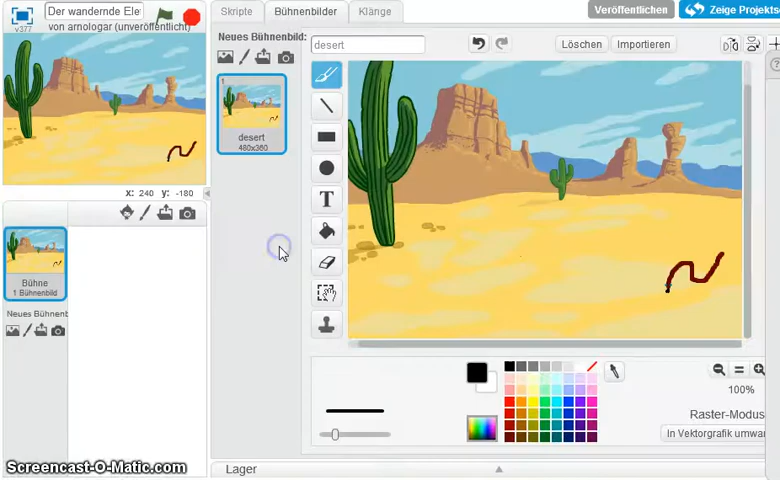 Der wandernde Ele
von arnologar (unveröffentlicht)
v377
Skripte
Bühnenbilder
Klänge
Veröffentlichen
Zeige Projekts
Neues Bühnenbild:
desert
Löschen
Importieren
1
desert
480x360
x: 240 y: -180
Bühne
1 Bühnenbild
Neues Bühnenb
T
100%
Raster-Modus
In Vektorgrafik umwa
Lager
Screencast-O-Matic.com